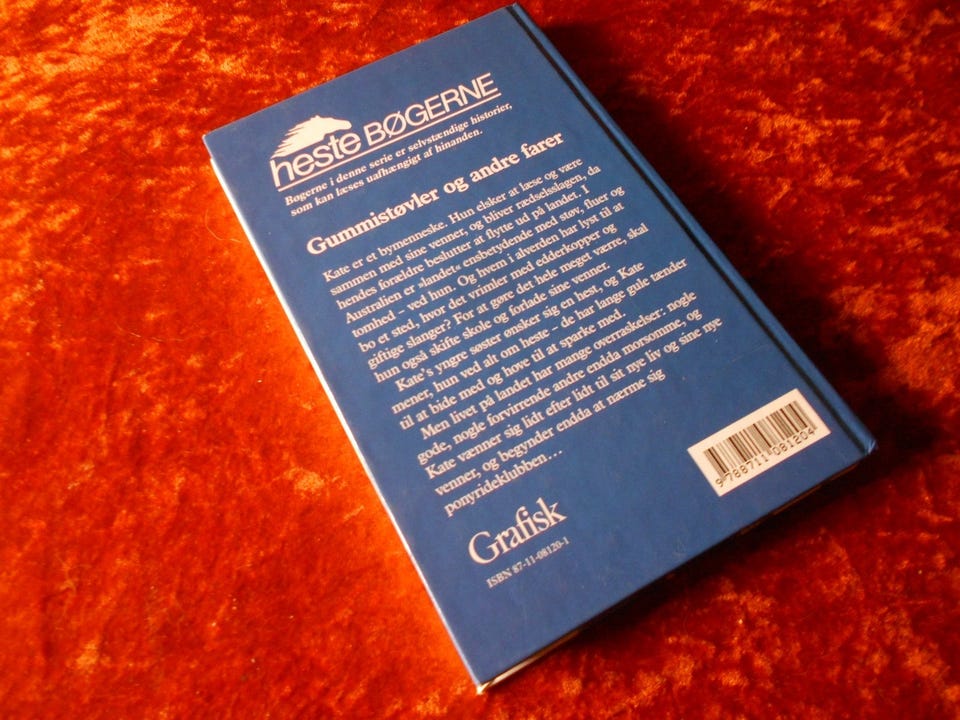 heste BØGERNE
Bøgerne i denne serie er selvstændige historier,
som kan læses uafhængigt af hinanden.
Gummistøvler og andre farer
Kate er et bymenneske. Hun elsker at læse og være
sammen med sine venner, og bliver rædselsslagen, da
hendes forældre beslutter at flytte ud på landet. I
Australien er »landet« ensbetydende med støv, fluer og
tomhed – ved hun. Og hvem i alverden har lyst til at
bo et sted, hvor det vrimler med edderkopper og
giftige slanger? For at gøre det hele meget værre, skal
hun også skifte skole og forlade sine venner.
Kate's yngre søster ønsker sig en hest, og Kate
mener, hun ved alt om heste – de har lange gule tænder
til at bide med og hove til at sparke med.
Men livet på landet har mange overraskelser: nogle
gode, nogle forvirrende andre endda morsomme, og
Kate vænner sig lidt efter lidt til sit nye liv og sine nye
venner, og begynder endda at nærme sig
ponyrideklubben…
9 788711 081204
Grafisk
ISBN 87-11-08120-1